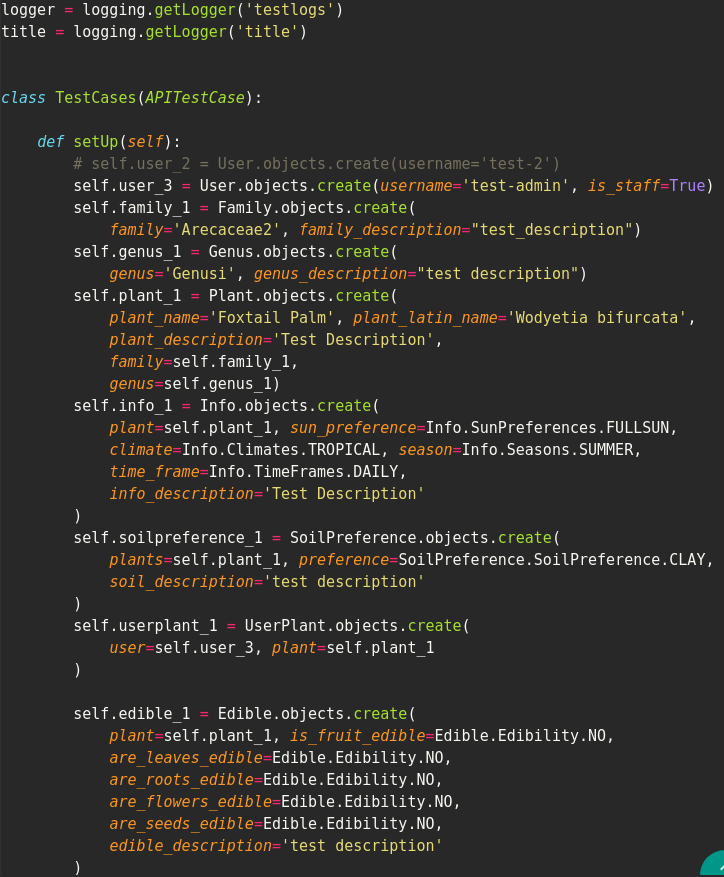 logger = logging.getLogger('testlogs')
title = logging.getLogger('title')
class TestCases(APITestCase):
def setUp(self):
# self.user_2 = User.objects.create(username='test-2')
self.user_3 = User.objects.create(username='test-admin', is_staff=True)
self.family_1 = Family.objects.create(
family='Arecaceae2', family_description="test_description")
self.genus_1 = Genus.objects.create(
genus='Genusi', genus_description="test description")
self.plant_1 = Plant.objects.create(
plant_name='Foxtail Palm', plant_latin_name='Wodyetia bifurcata',
plant_description='Test Description',
family=self.family_1,
genus=self.genus_1)
self.info_1 = Info.objects.create(
plant=self.plant_1, sun_preference=Info.SunPreferences.FULLSUN,
climate=Info.Climates.TROPICAL, season=Info.Seasons.SUMMER,
time_frame=Info.TimeFrames.DAILY,
info_description='Test Description'
)
self.soilpreference_1 = SoilPreference.objects.create(
plants=self.plant_1, preference=SoilPreference.SoilPreference.CLAY,
soil_description='test description'
)
self.userplant_1 = UserPlant.objects.create(
user=self.user_3, plant=self.plant_1
)
self.edible_1 = Edible.objects.create(
plant=self.plant_1, is_fruit_edible=Edible.Edibility.NO,
are_leaves_edible=Edible.Edibility.NO,
are_roots_edible=Edible.Edibility.NO,
are_flowers_edible=Edible.Edibility.NO,
are_seeds_edible=Edible.Edibility.NO,
edible_description='test description'
)